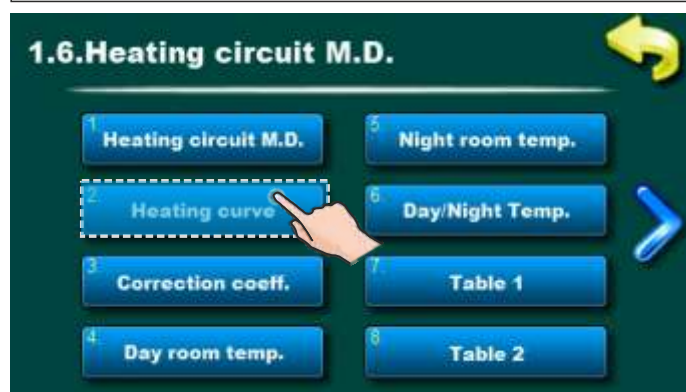 1.6.Heating circuit M.D.
1. Heating circuit M.D.
2. Heating curve
3. Correction coeff.
4. Day room temp.
5. Night room temp.
6. Day/Night Temp.
7. Table 1
8. Table 2